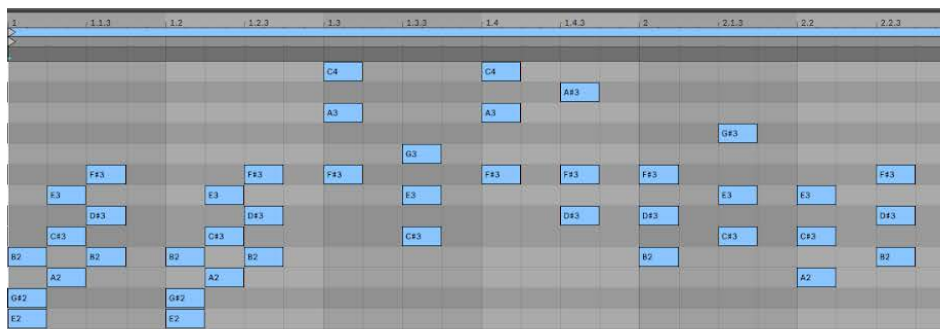 1 1.1.3 1.2 1.2.3 1.3 1.3.3 1.4 1.4.3 2 2.1.3 2.2 2.2.3
C4 C4
A#3
A3 A3
G#3
G3
F#3 F#3 F#3 F#3 F#3 F#3 F#3
E3 E3 E3 E3 E3
D#3 D#3 D#3 D#3 D#3
C#3 C#3 C#3 C#3 C#3
B2 B2 B2 B2 B2
A2 A2 A2
G#2 G#2
E2 E2